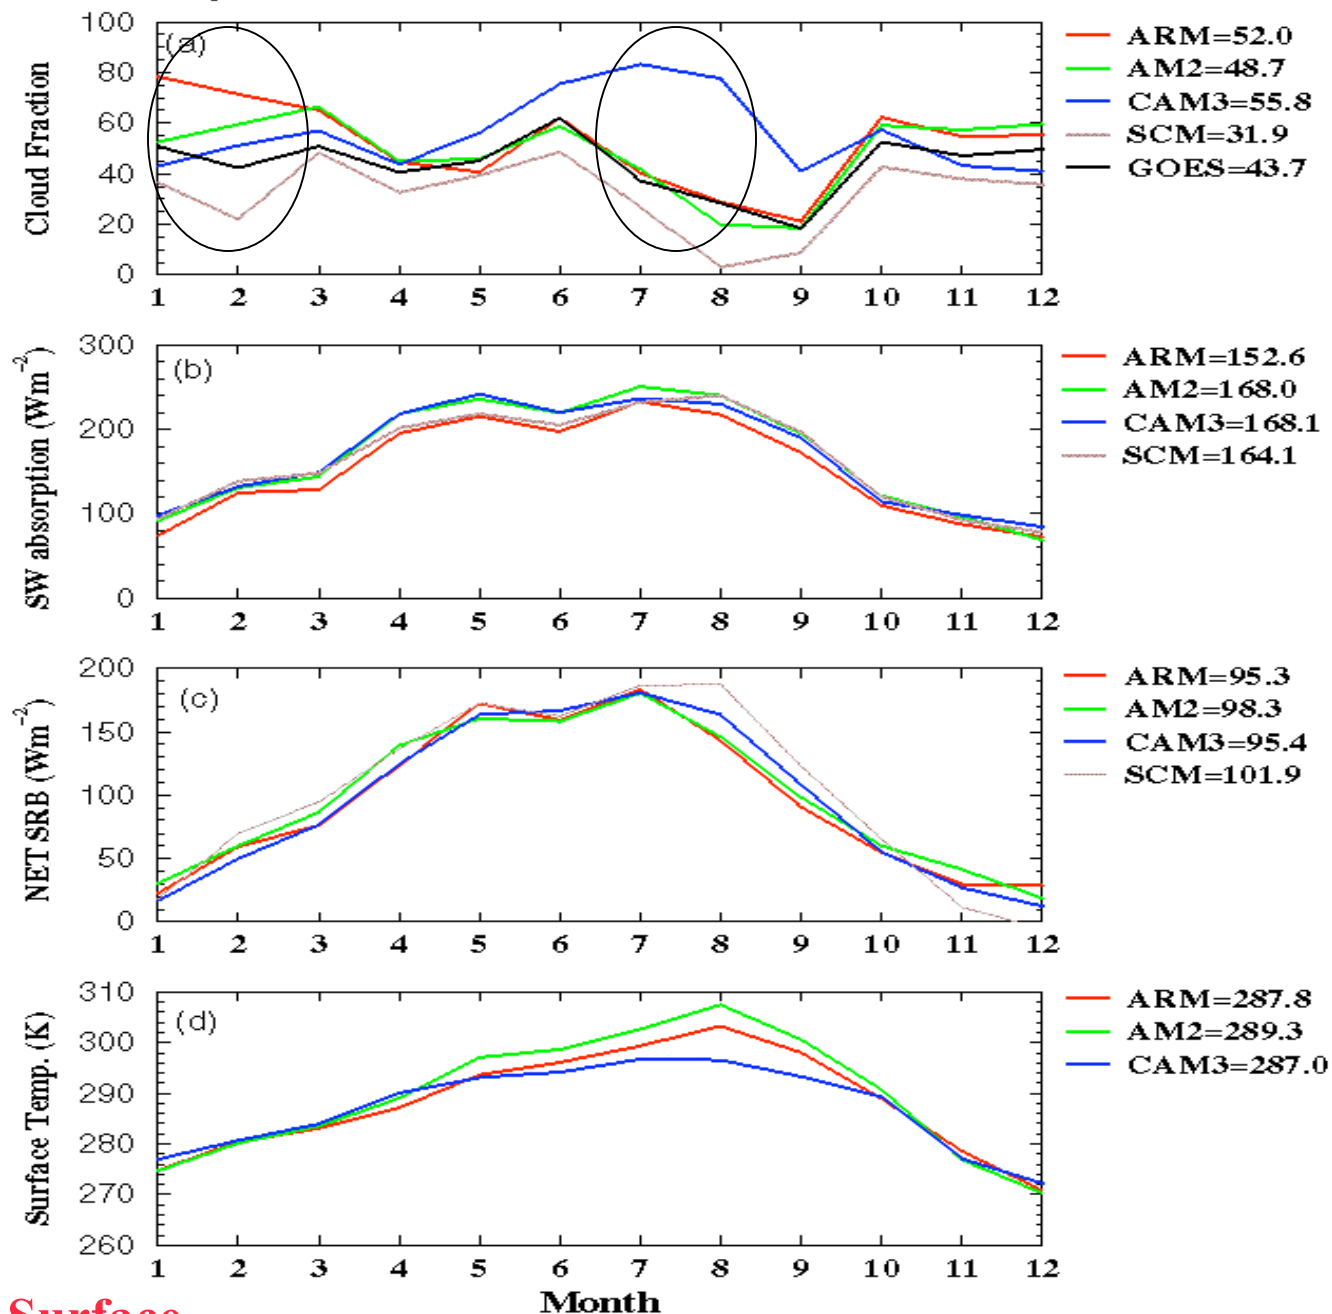 100
80
60
40
20
0
Cloud Fraction
(a)
1 2 3 4 5 6 7 8 9 10 11 12
ARM=52.0
AM2=48.7
CAM3=55.8
SCM=31.9
GOES=43.7
300
200
100
0
SW absorption (Wm⁻²)
(b)
1 2 3 4 5 6 7 8 9 10 11 12
ARM=152.6
AM2=168.0
CAM3=168.1
SCM=164.1
200
150
100
50
0
NET SRB (Wm⁻²)
(c)
1 2 3 4 5 6 7 8 9 10 11 12
ARM=95.3
AM2=98.3
CAM3=95.4
SCM=101.9
310
300
290
280
270
260
Surface Temp. (K)
(d)
1 2 3 4 5 6 7 8 9 10 11 12
ARM=287.8
AM2=289.3
CAM3=287.0
Month
Surface